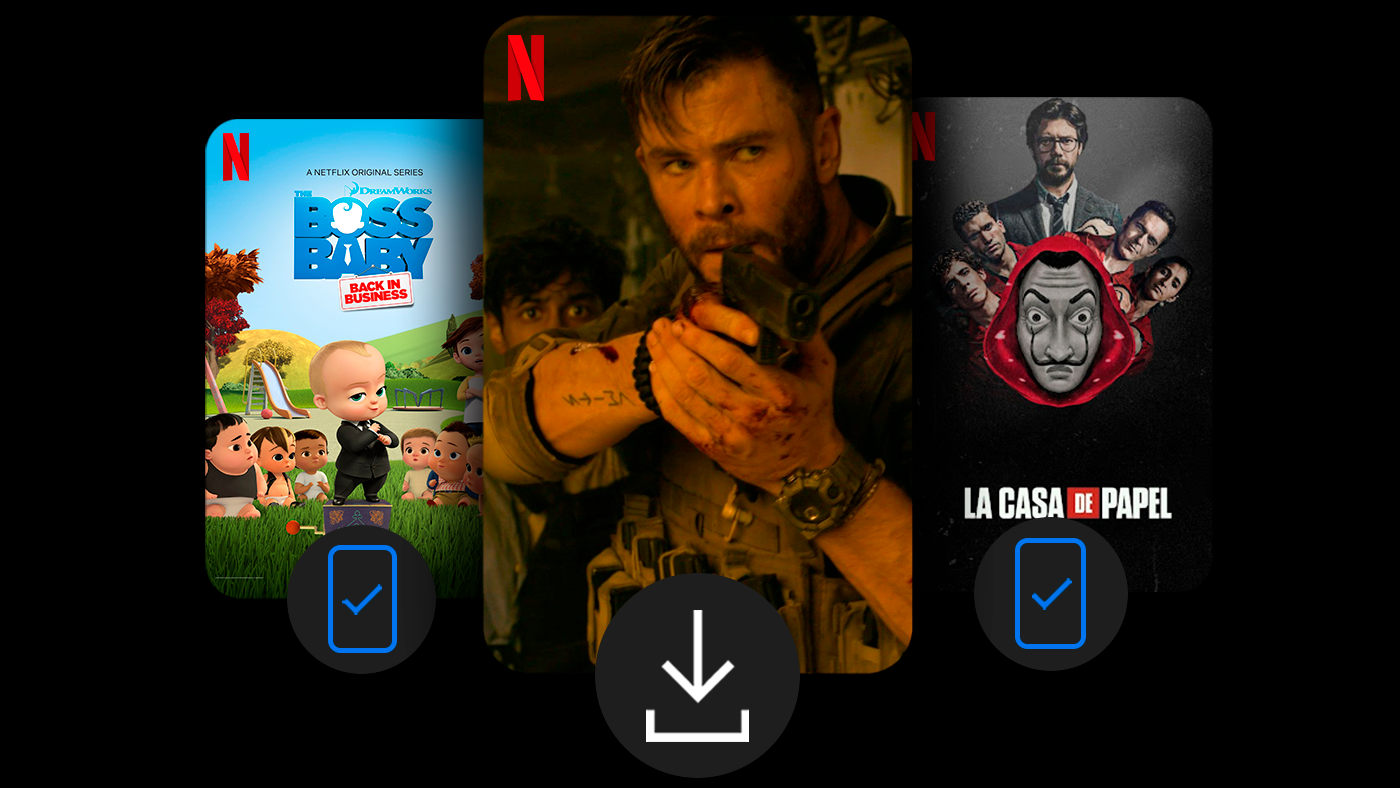 A NETFLIX ORIGINAL SERIES
DREAMWORKS
THE
BOSS
BABY
BACK IN
BUSINESS
N
N
N
LA CASA DE PAPEL